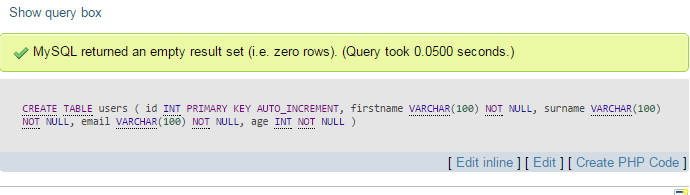 Show query box
MySQL returned an empty result set (i.e. zero rows). (Query took 0.0500 seconds.)
CREATE TABLE users ( id INT PRIMARY KEY AUTO_INCREMENT, firstname VARCHAR(100) NOT NULL, surname VARCHAR(100)
NOT NULL, email VARCHAR(100) NOT NULL, age INT NOT NULL )
[ Edit inline ] [ Edit ] [ Create PHP Code ]